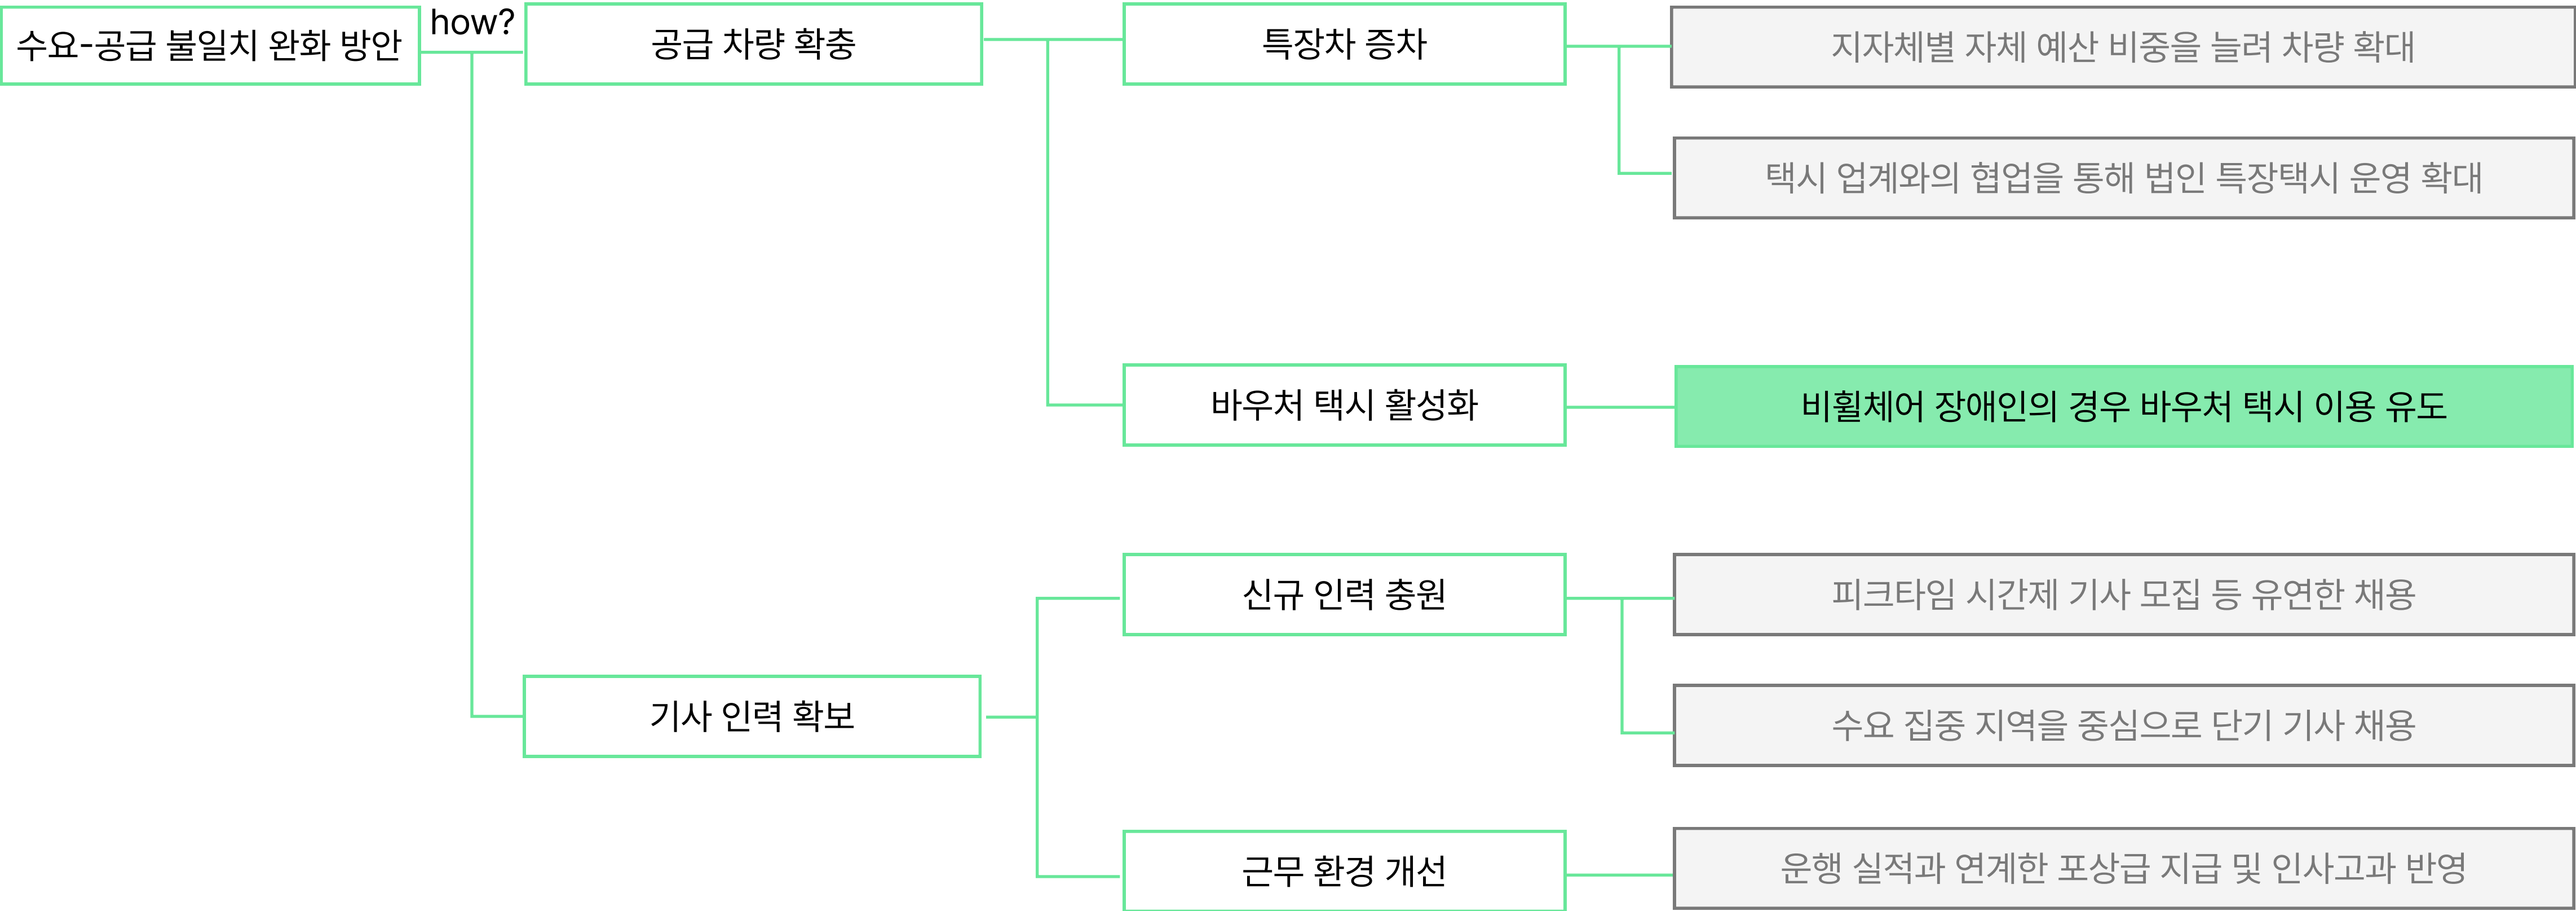 수요-공급 불일치 완화 방안
how?
공급 차량 확충
특장차 증차
지자체별 자체 예산 비중을 늘려 차량 확대
택시 업계와의 협업을 통해 법인 특장택시 운영 확대
바우처 택시 활성화
비휠체어 장애인의 경우 바우처 택시 이용 유도
기사 인력 확보
신규 인력 충원
피크타임 시간제 기사 모집 등 유연한 채용
수요 집중 지역을 중심으로 단기 기사 채용
근무 환경 개선
운행 실적과 연계한 포상급 지급 및 인사고과 반영